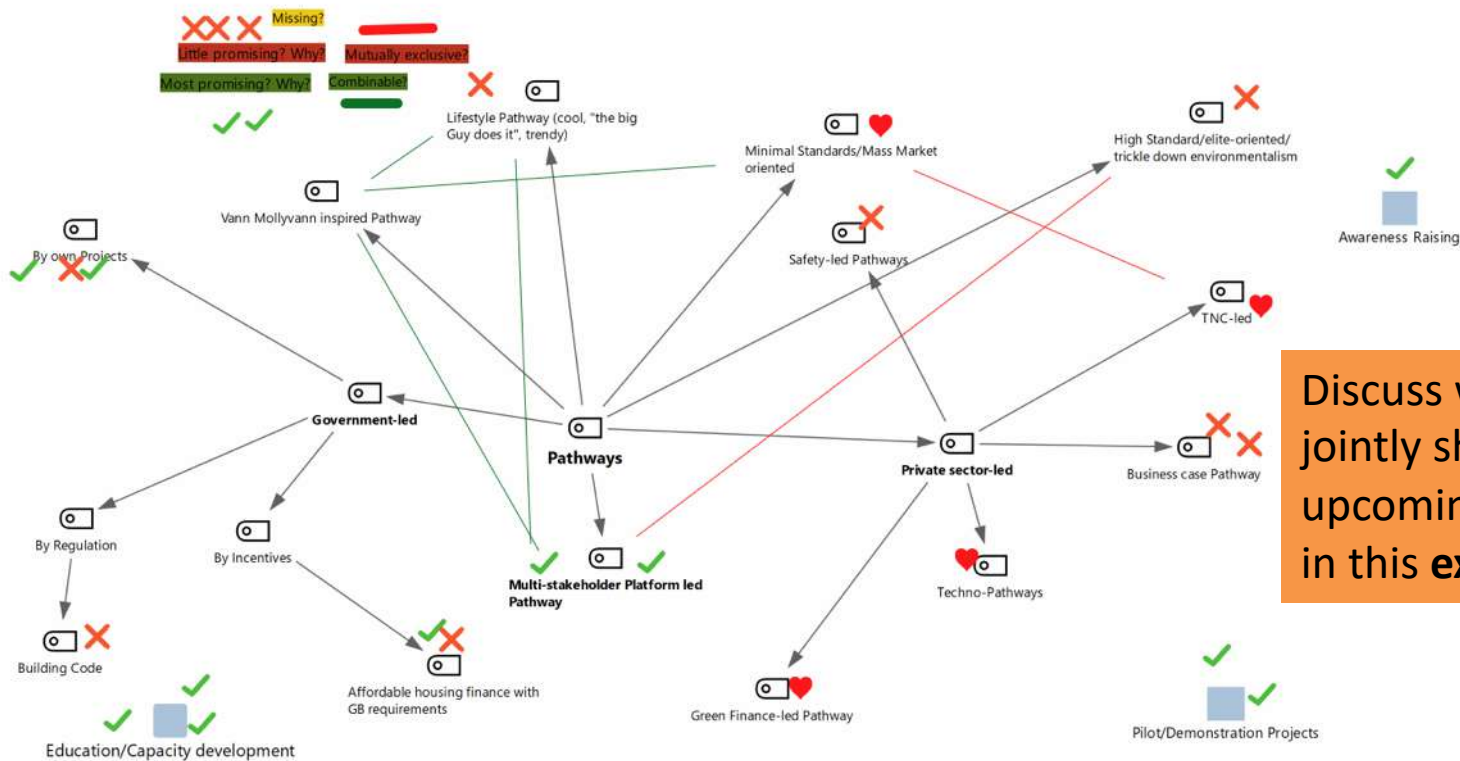 Missing?
Little promising? Why?
Mutually exclusive?
Most promising? Why?
Combinable?
Lifestyle Pathway (cool, "the big
Guy does it", trendy)
Minimal Standards/Mass Market
oriented
High Standard/elite-oriented/
trickle down environmentalism
Vann Mollyvann inspired Pathway
Awareness Raising
By own Projects
Safety-led Pathways
TNC-led
Government-led
Pathways
Private sector-led
Business case Pathway
Discuss
jointly
upcomin
in this ex
By Regulation
By Incentives
Multi-stakeholder Platform led
Pathway
Techno-Pathways
Building Code
Affordable housing finance with
GB requirements
Green Finance-led Pathway
Pilot/Demonstration Projects
Education/Capacity development